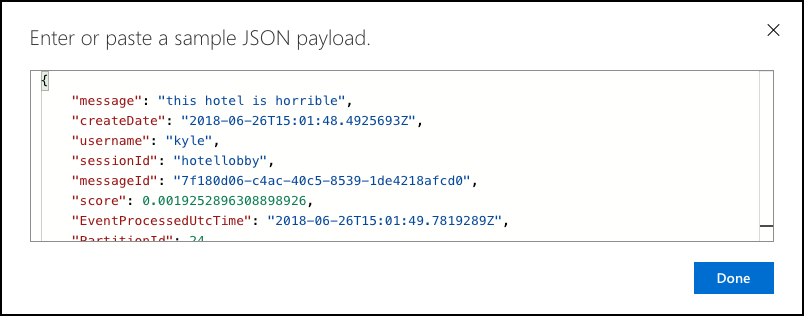 Enter or paste a sample JSON payload.
{
"message": "this hotel is horrible",
"createDate": "2018-06-26T15:01:48.4925693Z",
"username": "kyle",
"sessionId": "hotellobby",
"messageId": "7f180d06-c4ac-40c5-8539-1de4218afcd0",
"score": 0.0019252896308898926,
"EventProcessedUtcTime": "2018-06-26T15:01:49.7819289Z",
"PartitionId": 24
Done